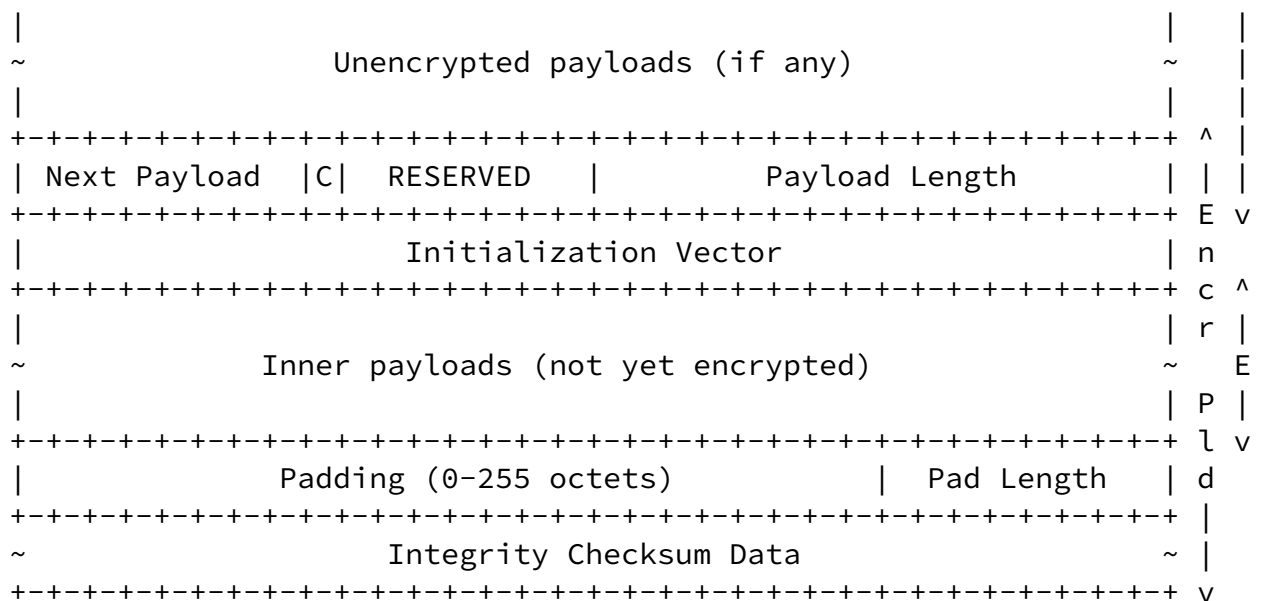 |                                                               |   |
~                 Unencrypted payloads (if any)                 ~   |
|                                                               |   |
+-+-+-+-+-+-+-+-+-+-+-+-+-+-+-+-+-+-+-+-+-+-+-+-+-+-+-+-+-+-+-+-+ ^ |
| Next Payload  |C|  RESERVED   |         Payload Length        | | |
+-+-+-+-+-+-+-+-+-+-+-+-+-+-+-+-+-+-+-+-+-+-+-+-+-+-+-+-+-+-+-+-+ E v
|                     Initialization Vector                     | n
+-+-+-+-+-+-+-+-+-+-+-+-+-+-+-+-+-+-+-+-+-+-+-+-+-+-+-+-+-+-+-+-+ c ^
|                                                               | r |
~             Inner payloads (not yet encrypted)                ~   E
|                                                               | P |
+-+-+-+-+-+-+-+-+-+-+-+-+-+-+-+-+-+-+-+-+-+-+-+-+-+-+-+-+-+-+-+-+ l v
|              Padding (0-255 octets)           |  Pad Length   | d
+-+-+-+-+-+-+-+-+-+-+-+-+-+-+-+-+-+-+-+-+-+-+-+-+-+-+-+-+-+-+-+-+ |
~                    Integrity Checksum Data                    ~ |
+-+-+-+-+-+-+-+-+-+-+-+-+-+-+-+-+-+-+-+-+-+-+-+-+-+-+-+-+-+-+-+-+ v